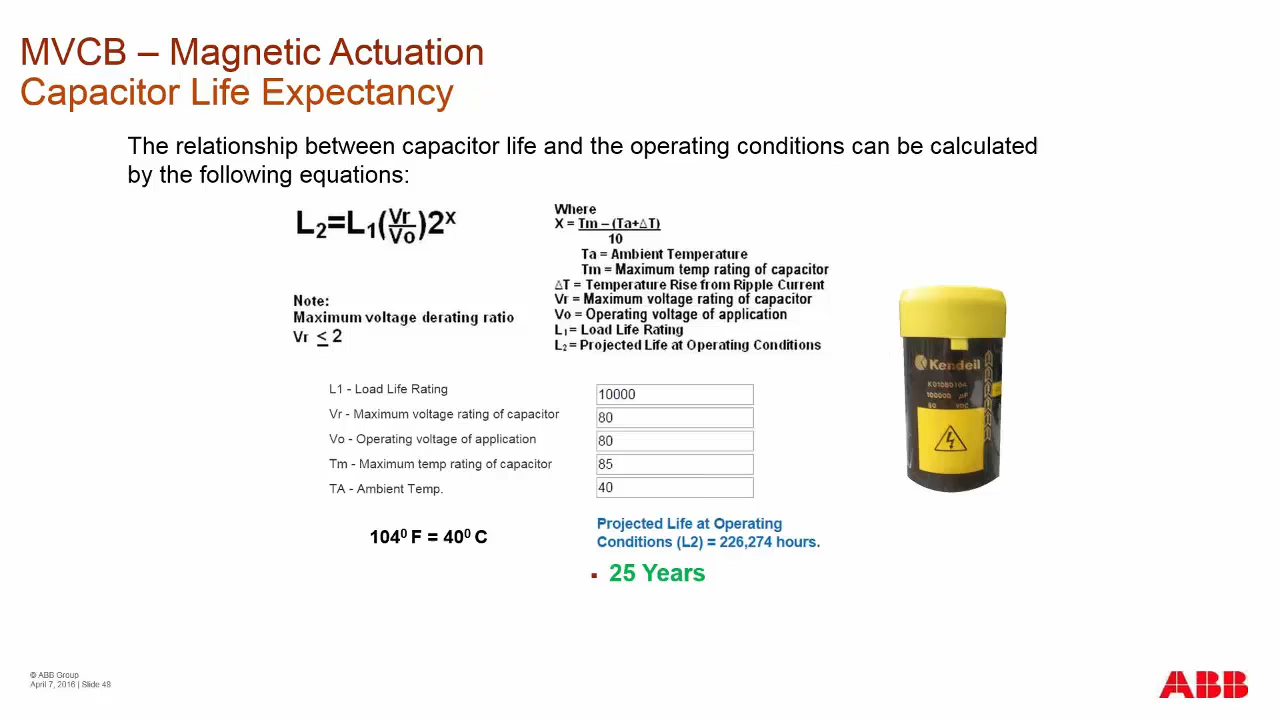 MVCB – Magnetic Actuation
Capacitor Life Expectancy
The relationship between capacitor life and the operating conditions can be calculated
by the following equations:
L₂=L₁(Vr/Vo)2ˣ
Where
X = Tm – (Ta+△T)
10
Ta = Ambient Temperature
Tm = Maximum temp rating of capacitor
△T = Temperature Rise from Ripple Current
Vr = Maximum voltage rating of capacitor
Vo = Operating voltage of application
L₁= Load Life Rating
L₂= Projected Life at Operating Conditions
Note:
Maximum voltage derating ratio
Vr ≤ 2
L1 - Load Life Rating 10000
Vr - Maximum voltage rating of capacitor 80
Vo - Operating voltage of application 80
Tm - Maximum temp rating of capacitor 85
TA - Ambient Temp. 40
104⁰ F = 40⁰ C
Projected Life at Operating
Conditions (L2) = 226,274 hours.
▪ 25 Years
Kendeil
100000 µF
VDC
© ABB Group
April 7, 2016 | Slide 48
ABB